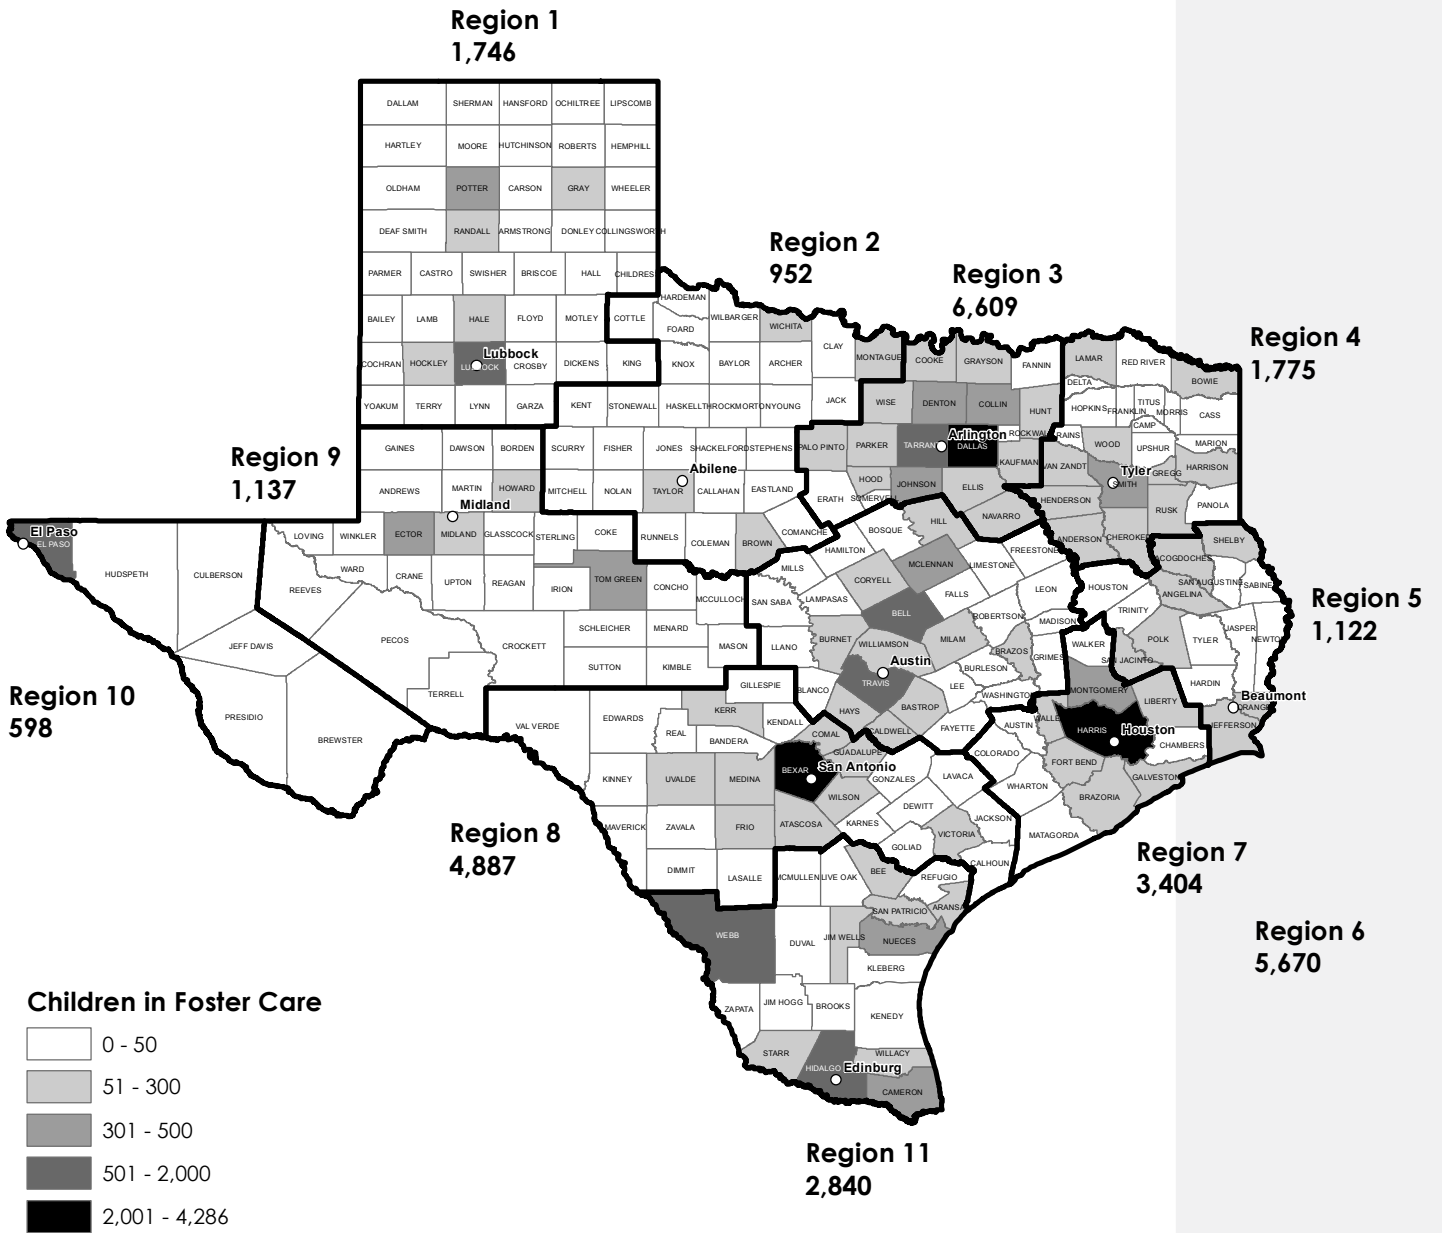 Region 1
1,746
DALLAM SHERMAN HANSFORD OCHILTREE LIPSCOMB
HARTLEY MOORE HUTCHINSON ROBERTS HEMPHILL
OLDHAM POTTER CARSON GRAY WHEELER
DEAF SMITH RANDALL ARMSTRONG DONLEY COLLINGSWORTH
PARMER CASTRO SWISHER BRISCOE HALL CHILDRES
BAILEY LAMB HALE FLOYD MOTLEY COTTLE
COCHRAN HOCKLEY Lubbock CROSBY DICKENS KING
YOAKUM TERRY LYNN GARZA KENT STONEWALL HASKELL THROCKMORTON YOUNG JACK
Region 2
952
HARDEMAN
FOARD WILBARGER WICHITA CLAY MONTAGUE
KNOX BAYLOR ARCHER
Region 3
6,609
COOKE GRAYSON FANNIN
WISE DENTON COLLIN HUNT
PALO PINTO PARKER TARRANT Arlington DALLAS ROCKWALL KAUFMAN
HOOD JOHNSON ELLIS
ERATH SOMERVELL NAVARRO
Region 4
1,775
LAMAR RED RIVER BOWIE
DELTA HOPKINS FRANKLIN TITUS MORRIS CASS
CAMP MARION
RAINS WOOD UPSHUR
VAN ZANDT Tyler SMITH GREGG HARRISON
HENDERSON RUSK PANOLA
ANDERSON CHEROKEE
Region 9
1,137
GAINES DAWSON BORDEN SCURRY FISHER JONES SHACKELFORD STEPHENS
Abilene
ANDREWS MARTIN HOWARD MITCHELL NOLAN TAYLOR CALLAHAN EASTLAND
Midland
LOVING WINKLER ECTOR MIDLAND GLASSCOCK STERLING COKE RUNNELS COLEMAN BROWN COMANCHE
REEVES WARD CRANE UPTON REAGAN IRION TOM GREEN CONCHO MCCULLOCH
PECOS CROCKETT SCHLEICHER MENARD MASON
TERRELL SUTTON KIMBLE
El Paso
EL PASO HUDSPETH CULBERSON
JEFF DAVIS
PRESIDIO BREWSTER
Region 10
598
BOSQUE HILL FREESTONE
HAMILTON MCLENNAN LIMESTONE
MILLS CORYELL FALLS LEON
SAN SABA LAMPASAS BELL ROBERTSON MADISON
BURNET WILLIAMSON MILAM BRAZOS GRIMES
LLANO Austin BURLESON
BLANCO TRAVIS LEE WASHINGTON
HAYS BASTROP
CALDWELL FAYETTE
NACOGDOCHES SHELBY
HOUSTON SAN AUGUSTINE SABINE
TRINITY ANGELINA
POLK TYLER JASPER NEWTON
SAN JACINTO HARDIN
Beaumont
ORANGE
JEFFERSON
Region 5
1,122
WALKER
MONTGOMERY LIBERTY
AUSTIN WALLER HARRIS Houston
COLORADO FORT BEND CHAMBERS
WHARTON BRAZORIA GALVESTON
MATAGORDA
Region 7
3,404
Region 6
5,670
Region 8
4,887
VAL VERDE EDWARDS KERR GILLESPIE
REAL KENDALL
BANDERA COMAL
GUADALUPE
KINNEY UVALDE MEDINA BEXAR San Antonio
GONZALES LAVACA
WILSON DEWITT
MAVERICK ZAVALA FRIO ATASCOSA KARNES JACKSON
VICTORIA
GOLIAD
DIMMIT LASALLE CALHOUN
MCMULLEN LIVE OAK BEE REFUGIO
SAN PATRICIO ARANSAS
WEBB DUVAL JIM WELLS NUECES
KLEBERG
ZAPATA JIM HOGG BROOKS KENEDY
STARR HIDALGO Edinburg WILLACY
CAMERON
Region 11
2,840
Children in Foster Care
0 - 50
51 - 300
301 - 500
501 - 2,000
2,001 - 4,286